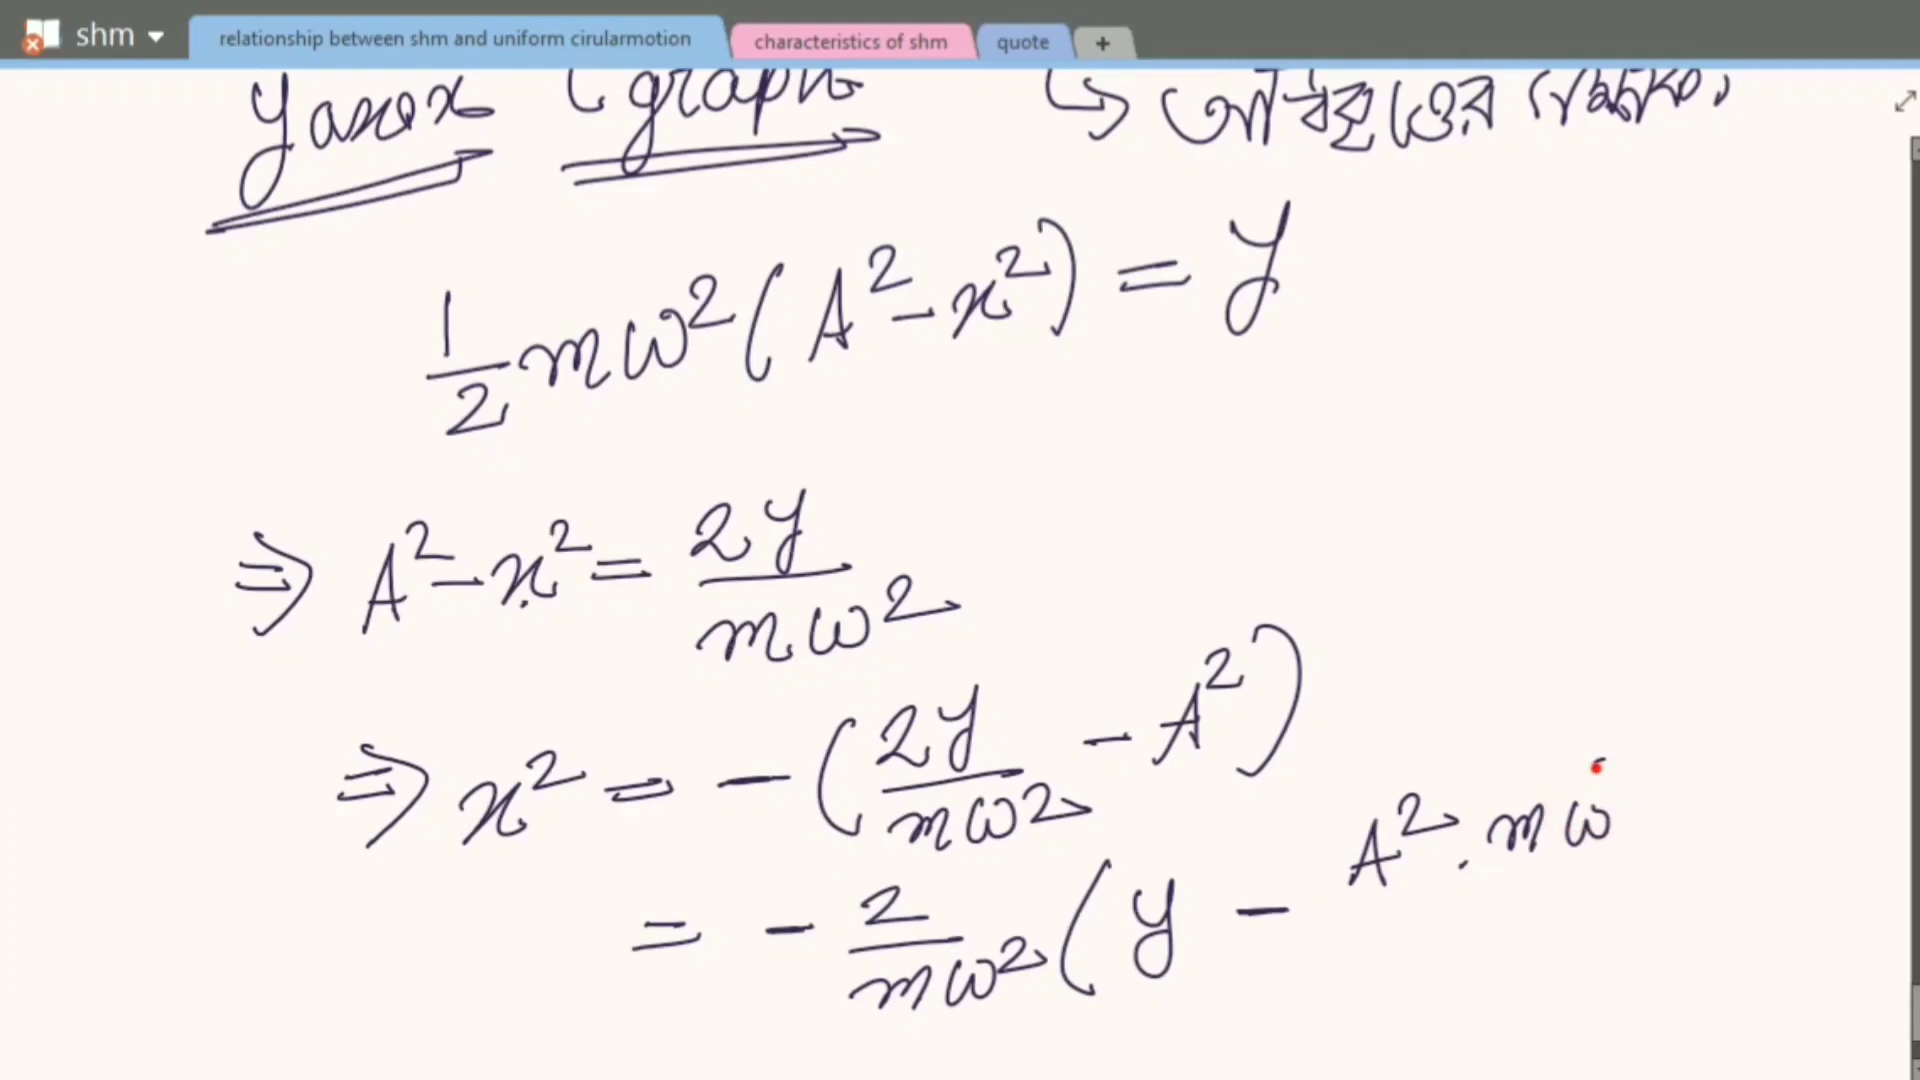 shm
relationship between shm and uniform cirularmotion
characteristics of shm
quote
+
graph
1/2 mω²(A² - x²) = y
⇒ A² - x² = 2y/mω²
⇒ x² = -(2y/mω² - A²)
= - 2/mω² (y - A².mω